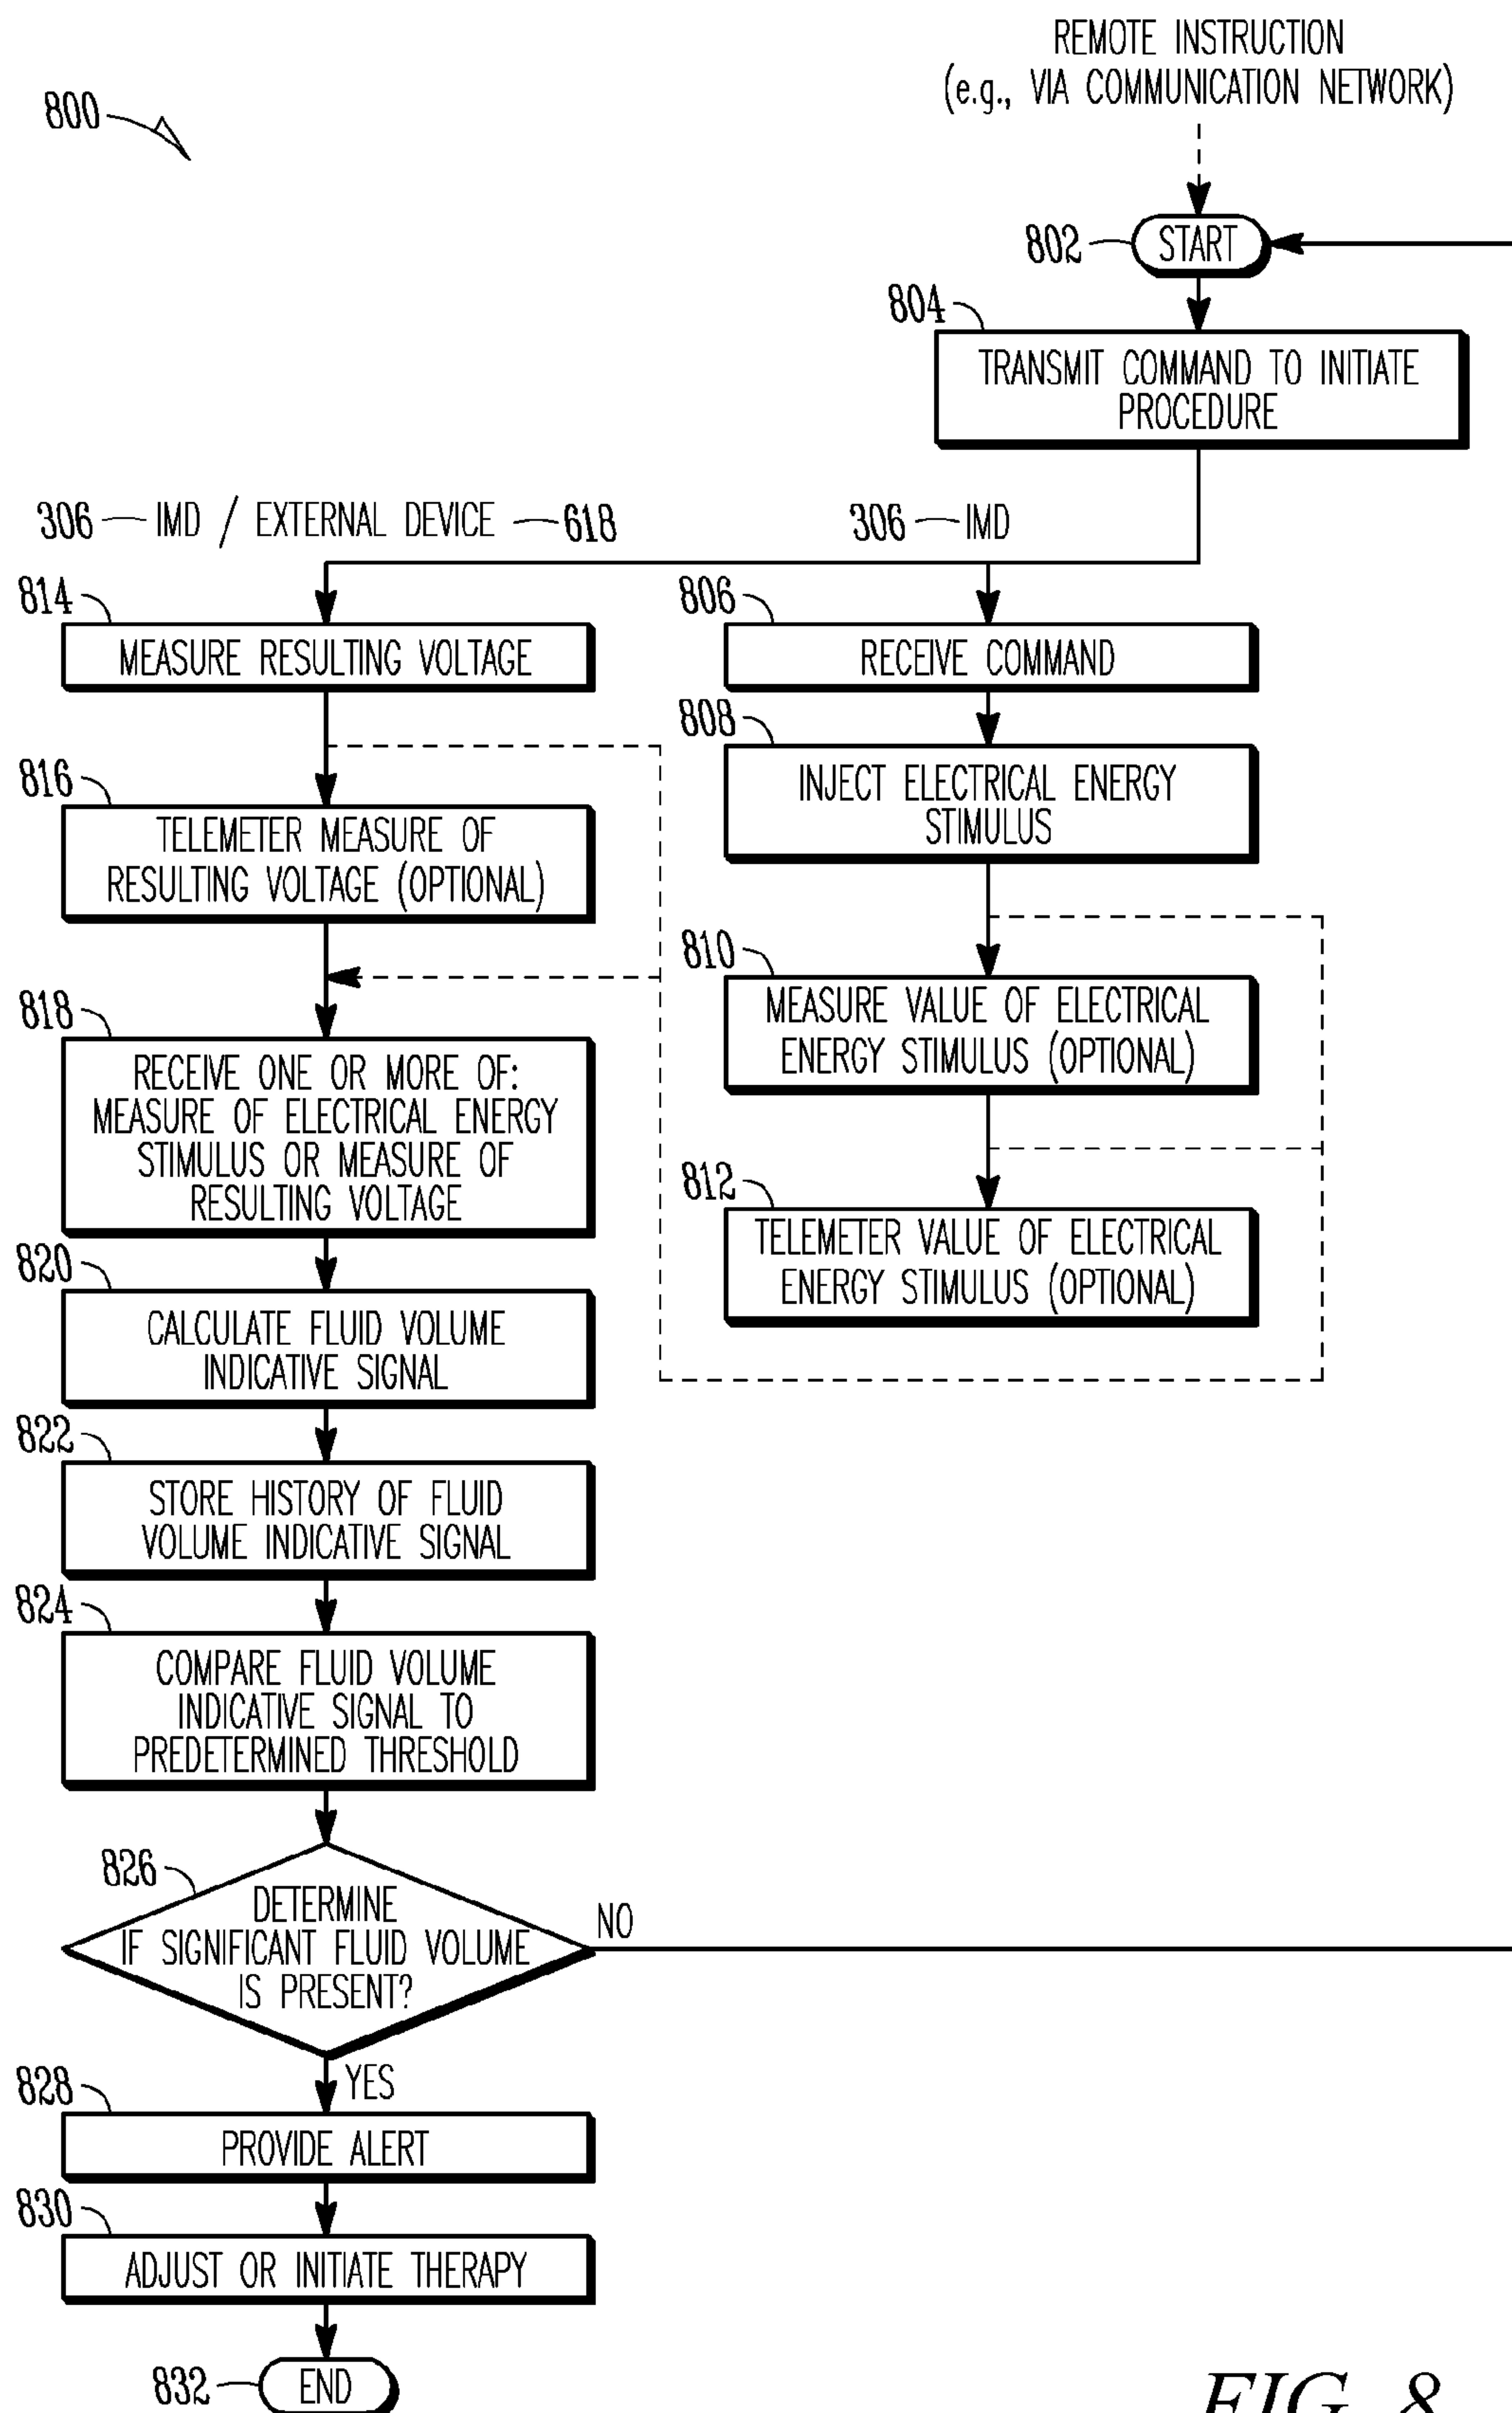 REMOTE INSTRUCTION
(e.g., VIA COMMUNICATION NETWORK)
800
802
START
804
TRANSMIT COMMAND TO INITIATE
PROCEDURE
306 IMD / EXTERNAL DEVICE 618
306 IMD
814
MEASURE RESULTING VOLTAGE
806
RECEIVE COMMAND
816
TELEMETER MEASURE OF
RESULTING VOLTAGE (OPTIONAL)
808
INJECT ELECTRICAL ENERGY
STIMULUS
810
MEASURE VALUE OF ELECTRICAL
ENERGY STIMULUS (OPTIONAL)
818
RECEIVE ONE OR MORE OF:
MEASURE OF ELECTRICAL ENERGY
STIMULUS OR MEASURE OF
RESULTING VOLTAGE
812
TELEMETER VALUE OF ELECTRICAL
ENERGY STIMULUS (OPTIONAL)
820
CALCULATE FLUID VOLUME
INDICATIVE SIGNAL
822
STORE HISTORY OF FLUID
VOLUME INDICATIVE SIGNAL
824
COMPARE FLUID VOLUME
INDICATIVE SIGNAL TO
PREDETERMINED THRESHOLD
826
DETERMINE
IF SIGNIFICANT FLUID VOLUME
IS PRESENT?
NO
YES
828
PROVIDE ALERT
830
ADJUST OR INITIATE THERAPY
832
END
FIG. 8